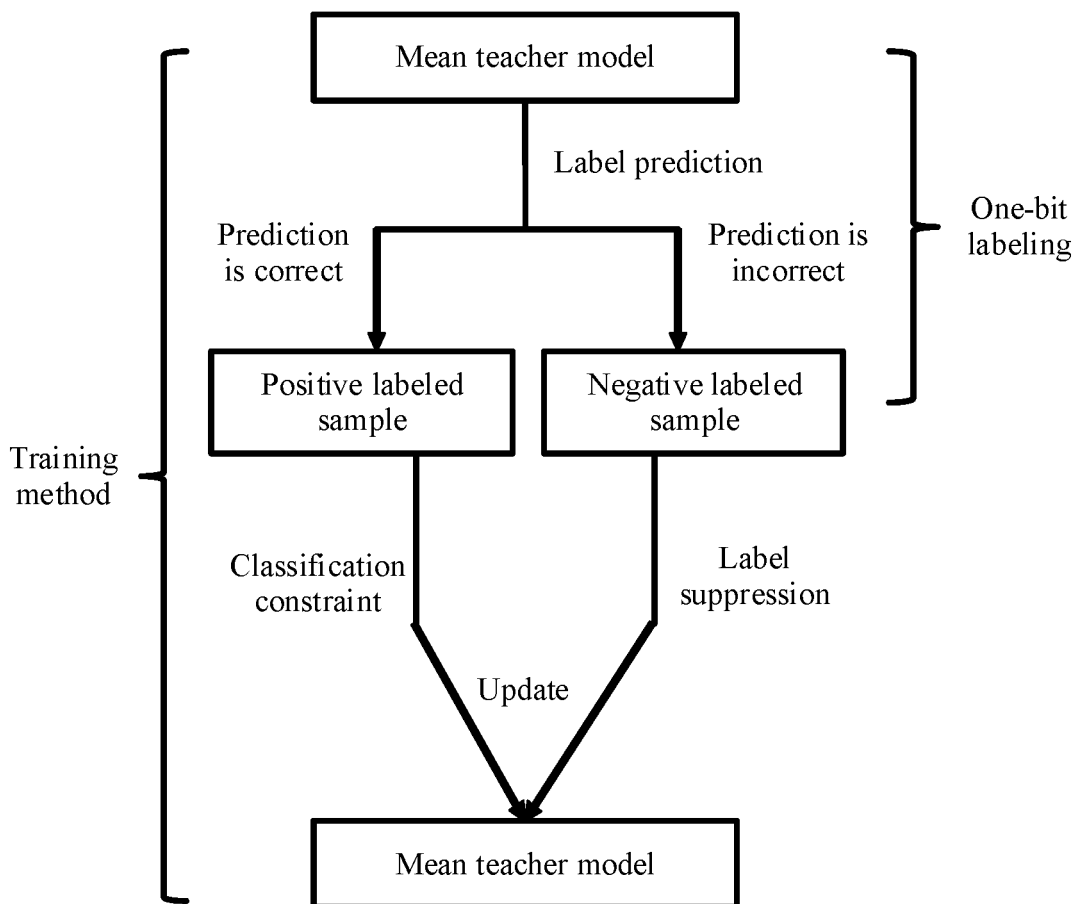 Mean teacher model
Label prediction
Prediction
is correct
Prediction is
incorrect
One-bit
labeling
Positive labeled
sample
Negative labeled
sample
Training
method
Classification
constraint
Label
suppression
Update
Mean teacher model